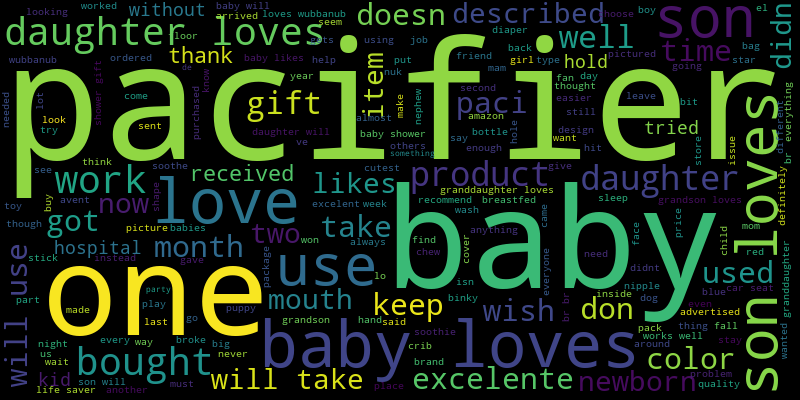 looking
worked
baby will
arrived
loves wubbanub
without
described
son
choose
boy
el
daughter loves
floor
seem
doesn
diaper
wubbanub
ordered
gets
using
job
back
bag
thank
baby likes
help
put
friend
girl
type
pictured
star
well
time
didn
pacifier
item
nuk
mam
hold
fan
day
going
needed
lot
shower gift
purchased
de
know
year
gift
make
nephew
second
amazon
paci
thought
easier
leave
bit
come
almost
hole
still
store
different
br everything
look
try
sent
daughter will
ve
baby shower
others
something
say
bottle
enough
design
want
hit
tried
issue
son loves
think
soothe
cutest
give
see
work
received
likes
product
daughter
toy
avent
now
shape
love
excelente
week
granddaughter loves
recommend
breastfed
sleep
grandson loves
definitely
buy
though
got
picture
babies
two
won
take
always
wash
anything
baby
came
face
price
mom
child
hospital
month
package
use
find
chew
cover
everyone
need
didnt
red
wanted granddaughter
stick
instead
gave
lo
isn
nipple
used
will use
part
one
party
play
mouth
binky
inside
dog
blue
car seat
made
last
go
puppy
keep
wish
don
even
advertised
grandson
hand
said
soothie
br br
pack
thing
fall
night
every
way
broke
big
never
baby loves
around
works well
stay
us
wait
bought
crib
brand
color
problem
kid
son will
must
will take
place
excelente
newborn
quality
life saver
another